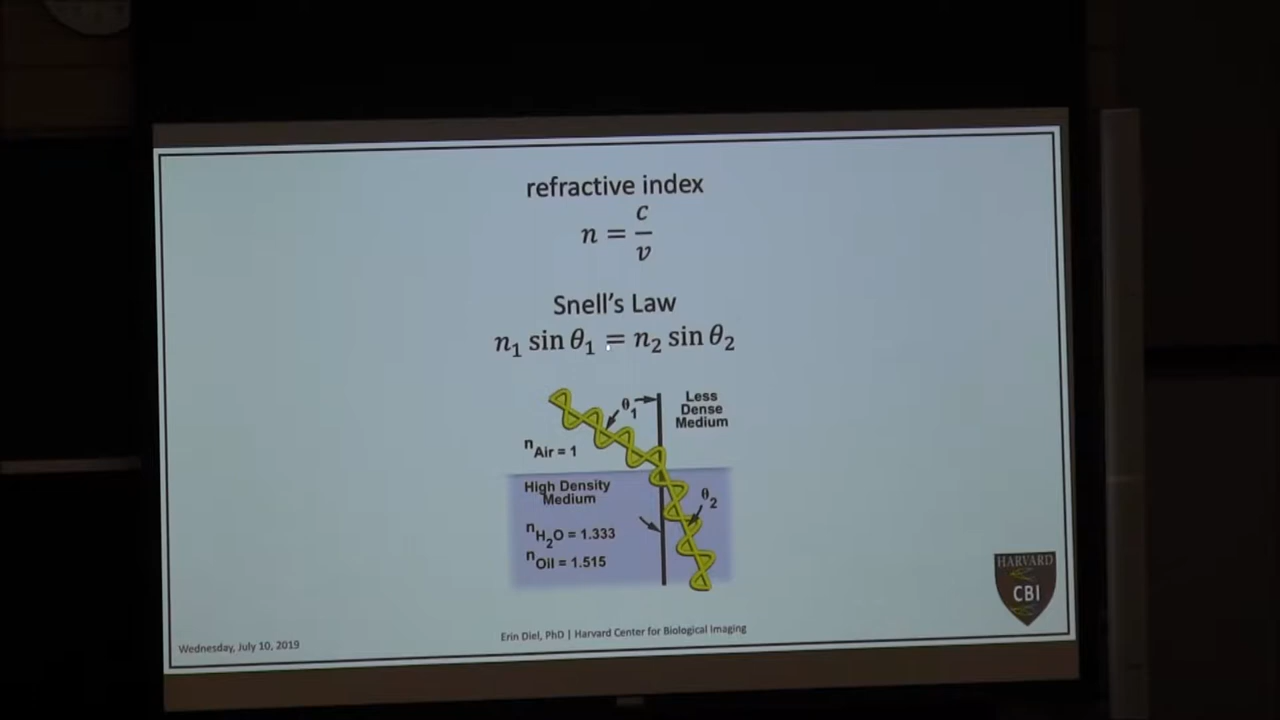 refractive index
n = c/v
Snell's Law
n₁ sin θ₁ = n₂ sin θ₂
θ₁
Less
Dense
Medium
nAir = 1
High Density
Medium
θ₂
nH₂O = 1.333
nOil = 1.515
HARVARD
CBI
Wednesday, July 10, 2019
Erin Diel, PhD | Harvard Center for Biological Imaging